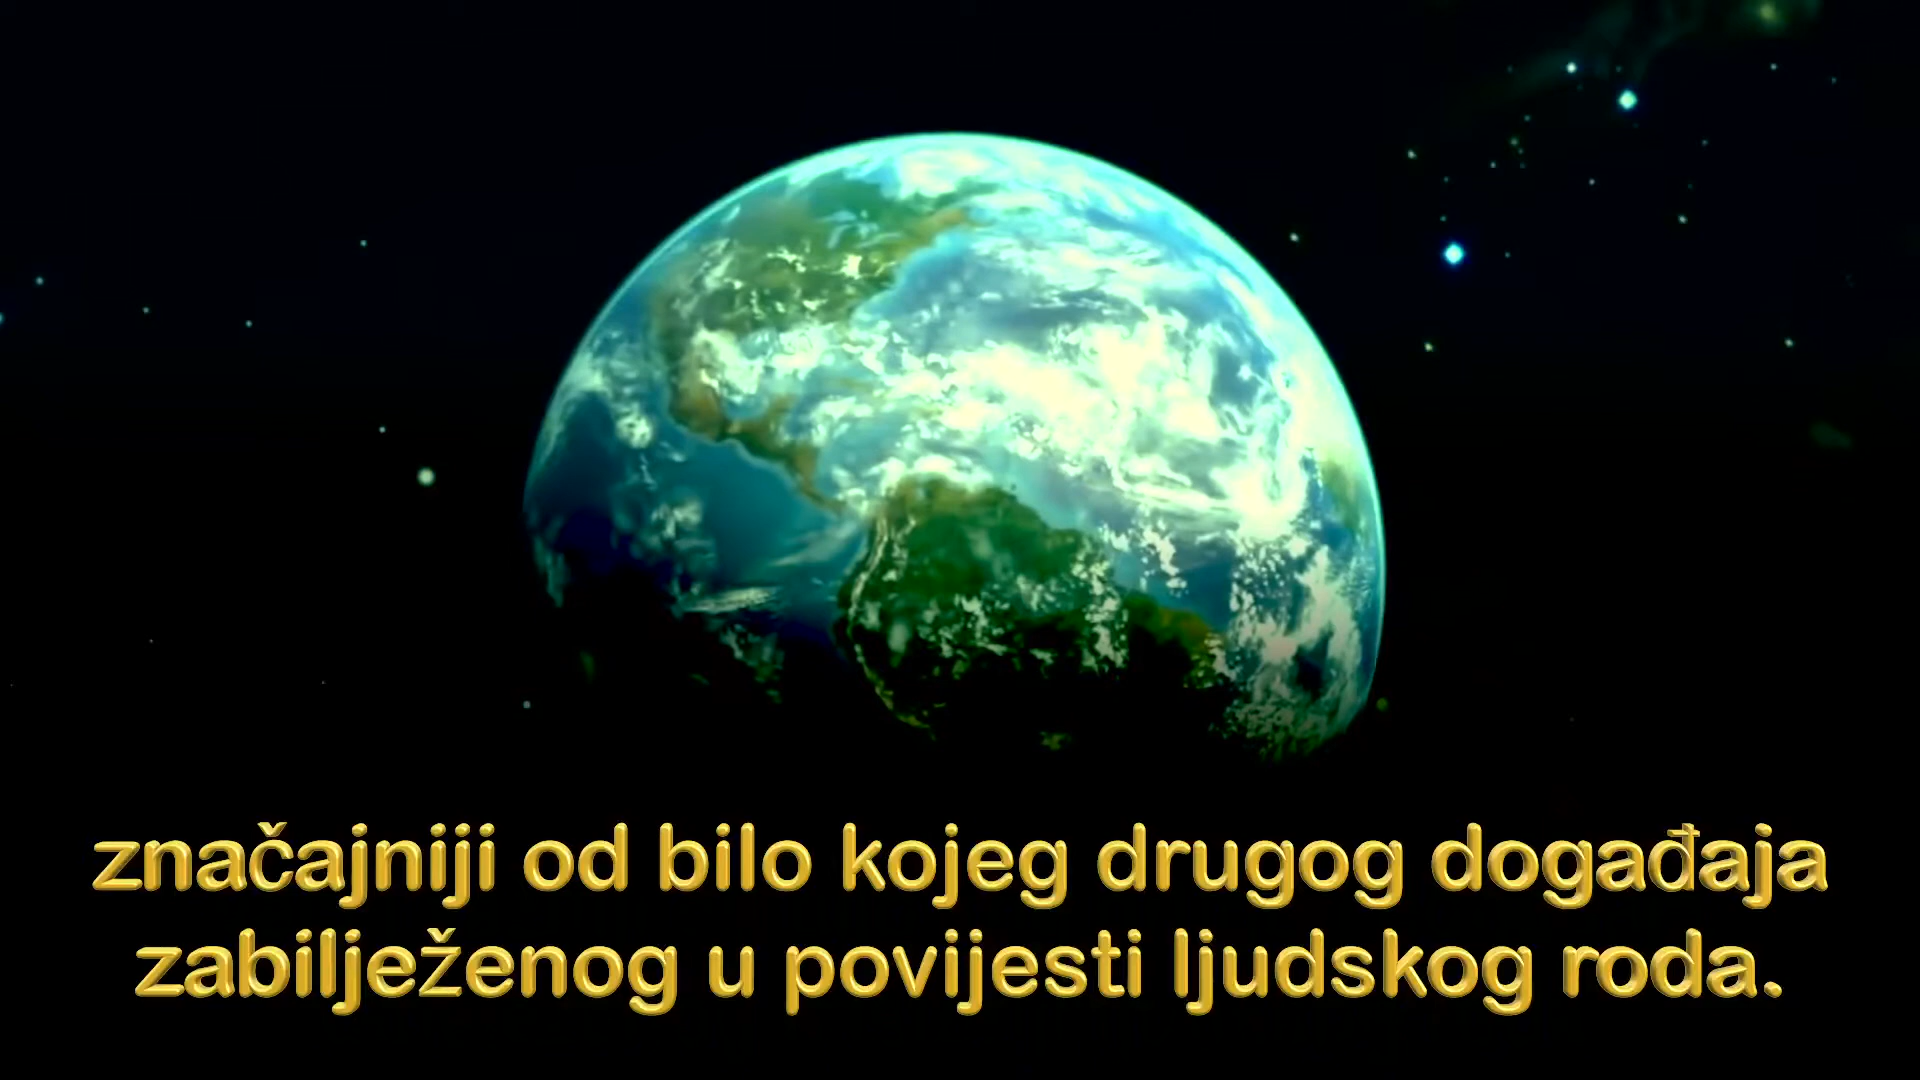 značajniji od bilo kojeg drugog događaja
zabilježenog u povijesti ljudskog roda.